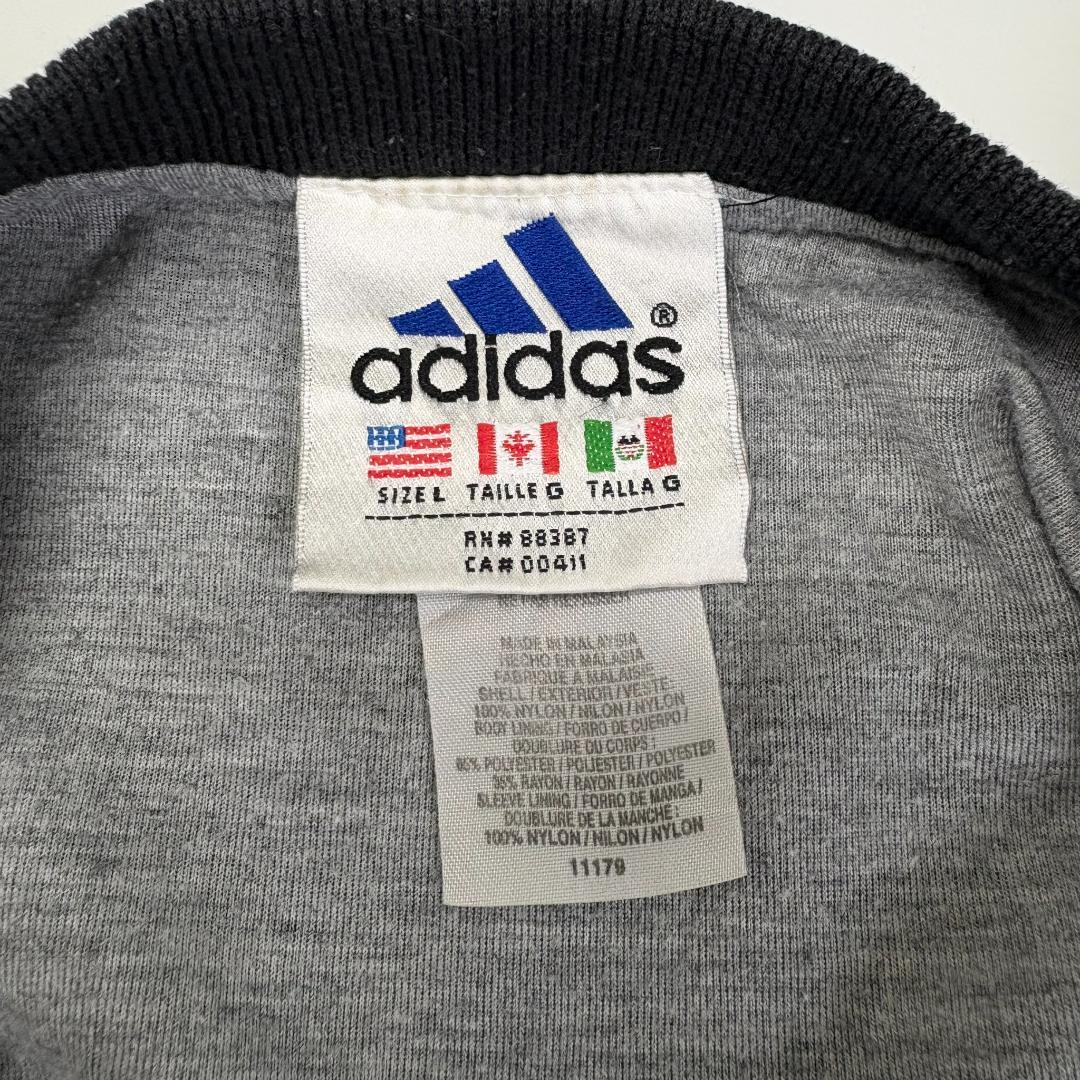 ®
adidas
SIZE L TAILLE G TALLA G
RN# 88387
CA# 00411
MADE IN MALAYSIA
HECHO EN MALASIA
FABRIQUE A MALAISIE
SHELL / EXTERIOR / VESTE:
100% NYLON / NILON / NYLON
BODY LINING / FORRO DE CUERPO /
DOUBLURE DU CORPS :
65% POLYESTER / POLIESTER / POLYESTER
35% RAYON / RAYON / RAYONNE
SLEEVE LINING / FORRO DE MANGA /
DOUBLURE DE LA MANCHE :
100% NYLON / NILON / NYLON
11179